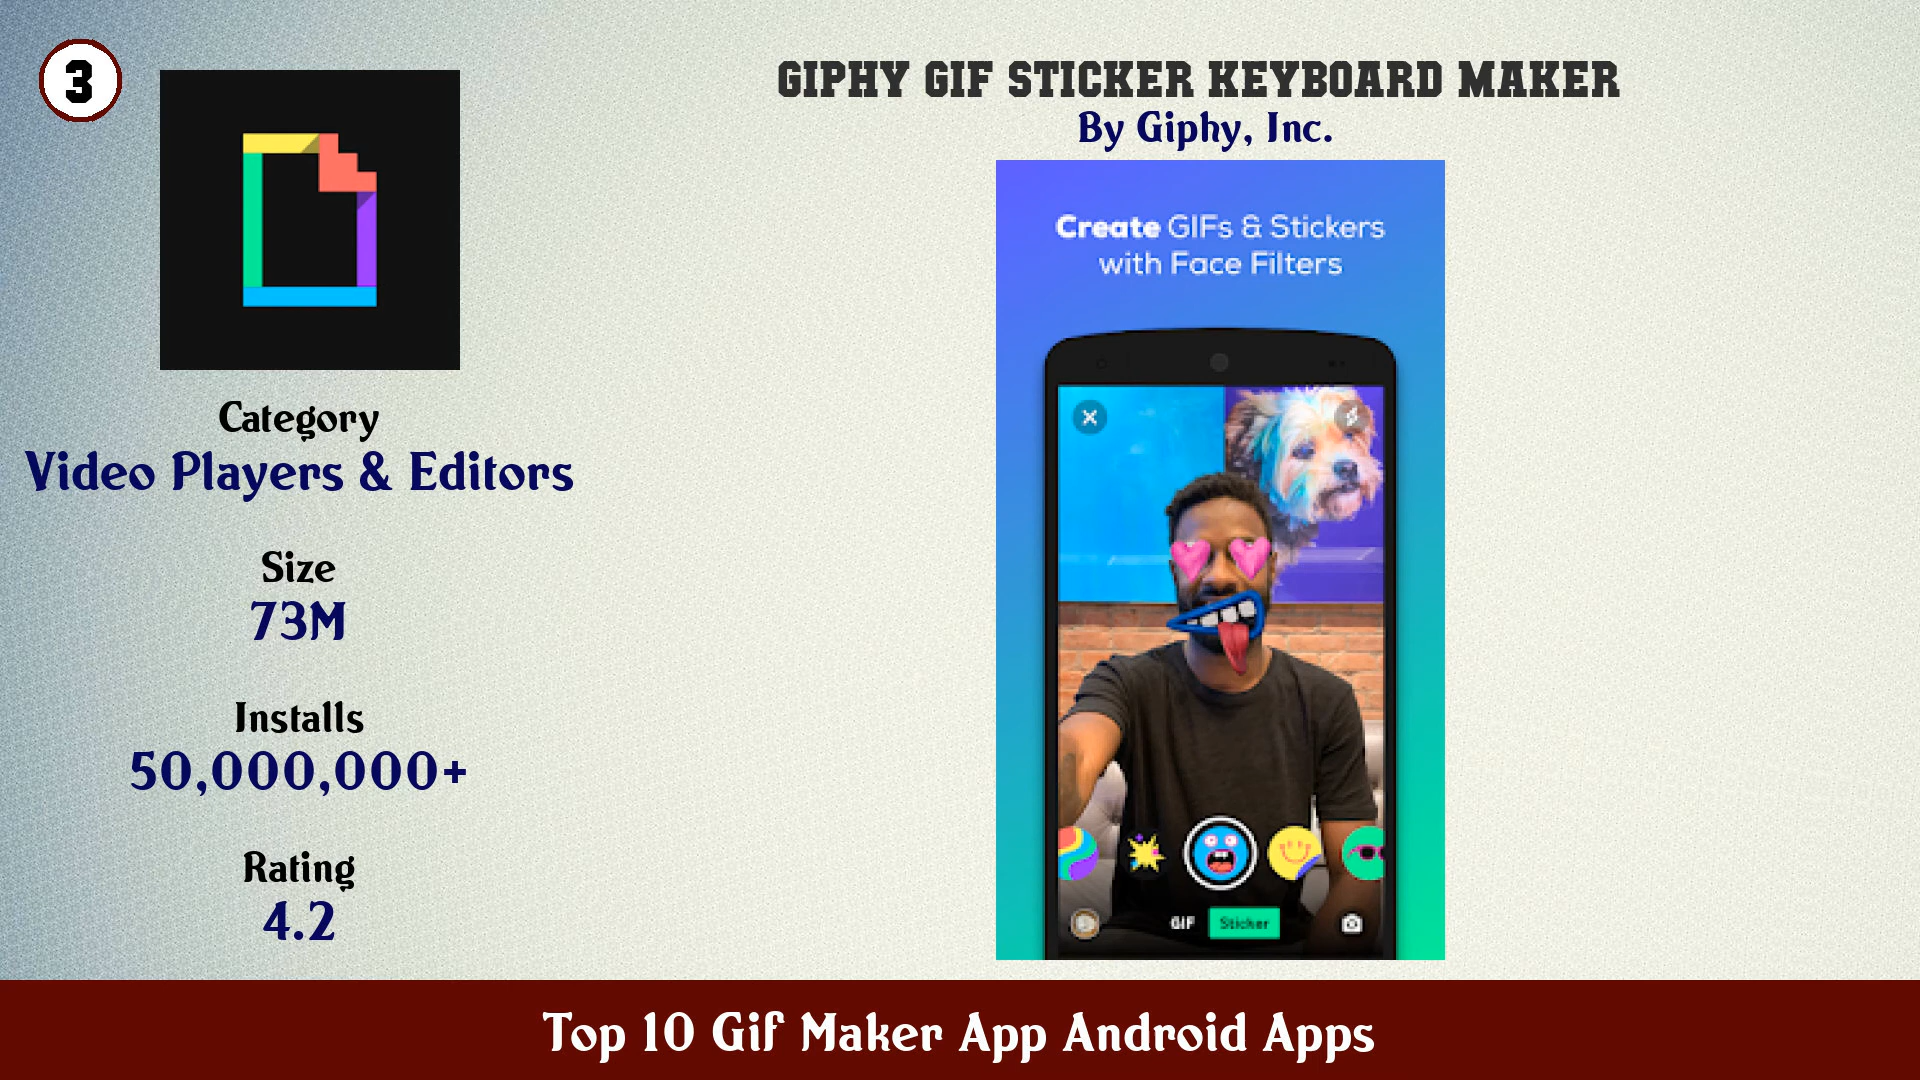 3
GIPHY GIF STICKER KEYBOARD MAKER
By Giphy, Inc.
Create GIFs & Stickers
with Face Filters
GIF Sticker
Category
Video Players & Editors
Size
73M
Installs
50,000,000+
Rating
4.2
Top 10 Gif Maker App Android Apps